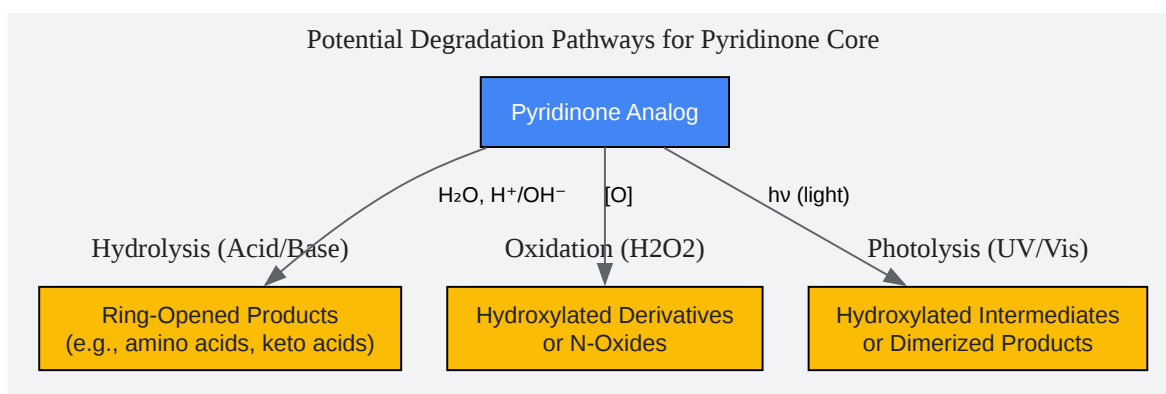 Potential Degradation Pathways for Pyridinone Core
Pyridinone Analog
H₂O, H⁺/OH⁻
[O]
hν (light)
Hydrolysis (Acid/Base)
Oxidation (H2O2)
Photolysis (UV/Vis)
Ring-Opened Products
(e.g., amino acids, keto acids)
Hydroxylated Derivatives
or N-Oxides
Hydroxylated Intermediates
or Dimerized Products